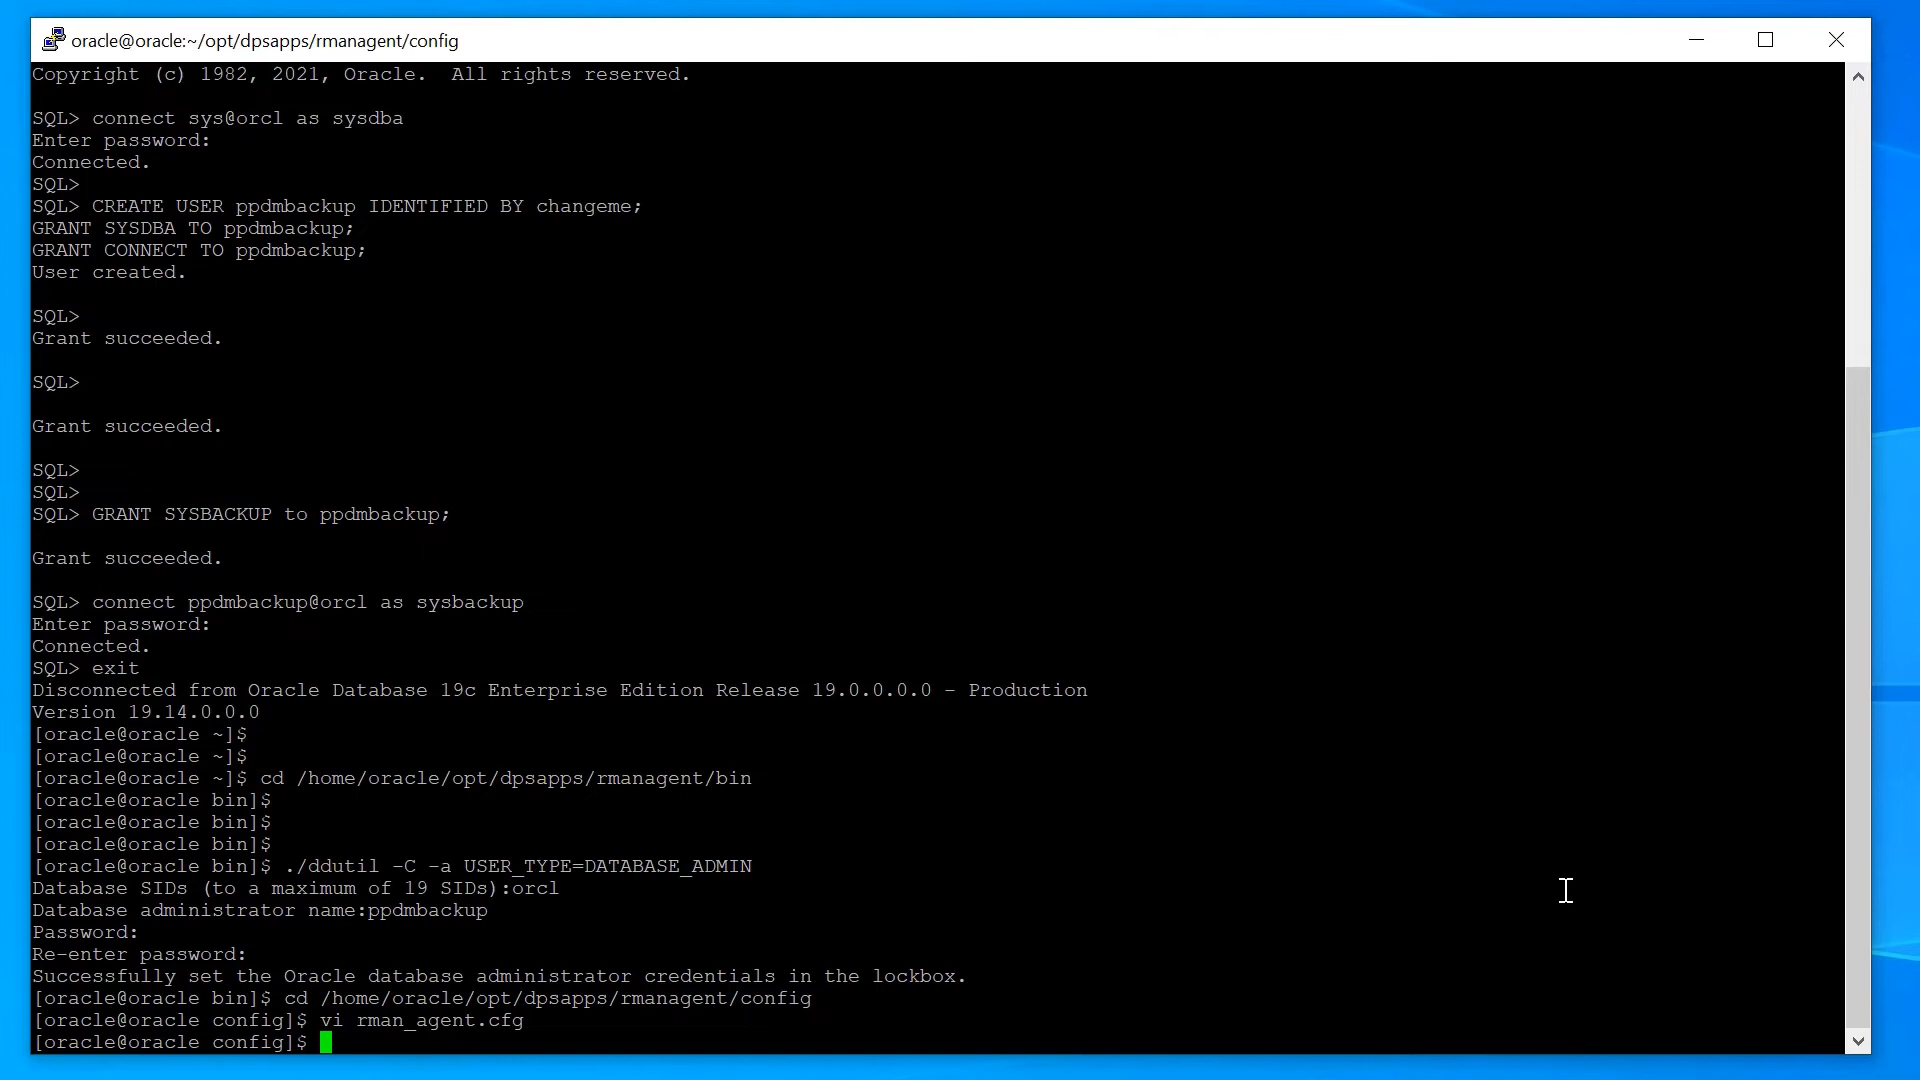 oracle@oracle:~/opt/dpsapps/rmanagent/config
Copyright (c) 1982, 2021, Oracle.  All rights reserved.
SQL> connect sys@orcl as sysdba
Enter password:
Connected.
SQL>
SQL> CREATE USER ppdmbackup IDENTIFIED BY changeme;
GRANT SYSDBA TO ppdmbackup;
GRANT CONNECT TO ppdmbackup;
User created.
SQL>
Grant succeeded.
SQL>
Grant succeeded.
SQL>
SQL>
SQL> GRANT SYSBACKUP to ppdmbackup;
Grant succeeded.
SQL> connect ppdmbackup@orcl as sysbackup
Enter password:
Connected.
SQL> exit
Disconnected from Oracle Database 19c Enterprise Edition Release 19.0.0.0.0 - Production
Version 19.14.0.0.0
[oracle@oracle ~]$
[oracle@oracle ~]$
[oracle@oracle ~]$ cd /home/oracle/opt/dpsapps/rmanagent/bin
[oracle@oracle bin]$
[oracle@oracle bin]$
[oracle@oracle bin]$
[oracle@oracle bin]$ ./ddutil -C -a USER_TYPE=DATABASE_ADMIN
Database SIDs (to a maximum of 19 SIDs):orcl
Database administrator name:ppdmbackup
Password:
Re-enter password:
Successfully set the Oracle database administrator credentials in the lockbox.
[oracle@oracle bin]$ cd /home/oracle/opt/dpsapps/rmanagent/config
[oracle@oracle config]$ vi rman_agent.cfg
[oracle@oracle config]$